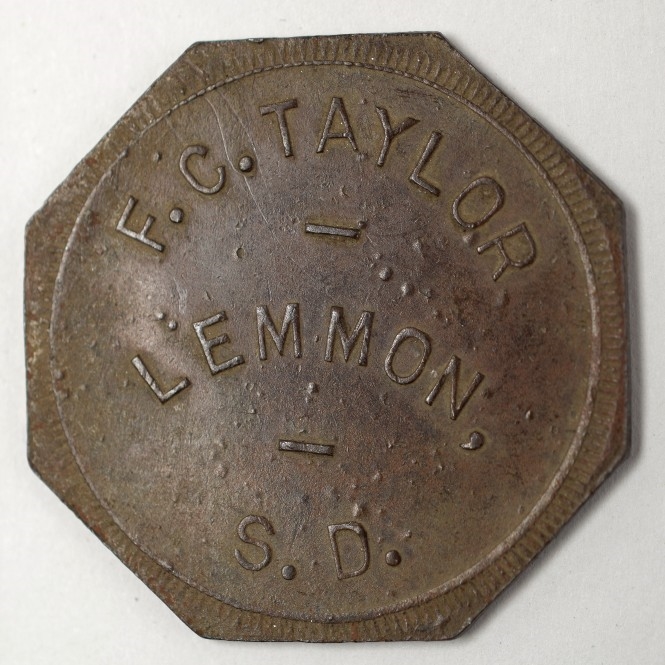 F.C.TAYLOR
—
LEMMON,
—
S.D.